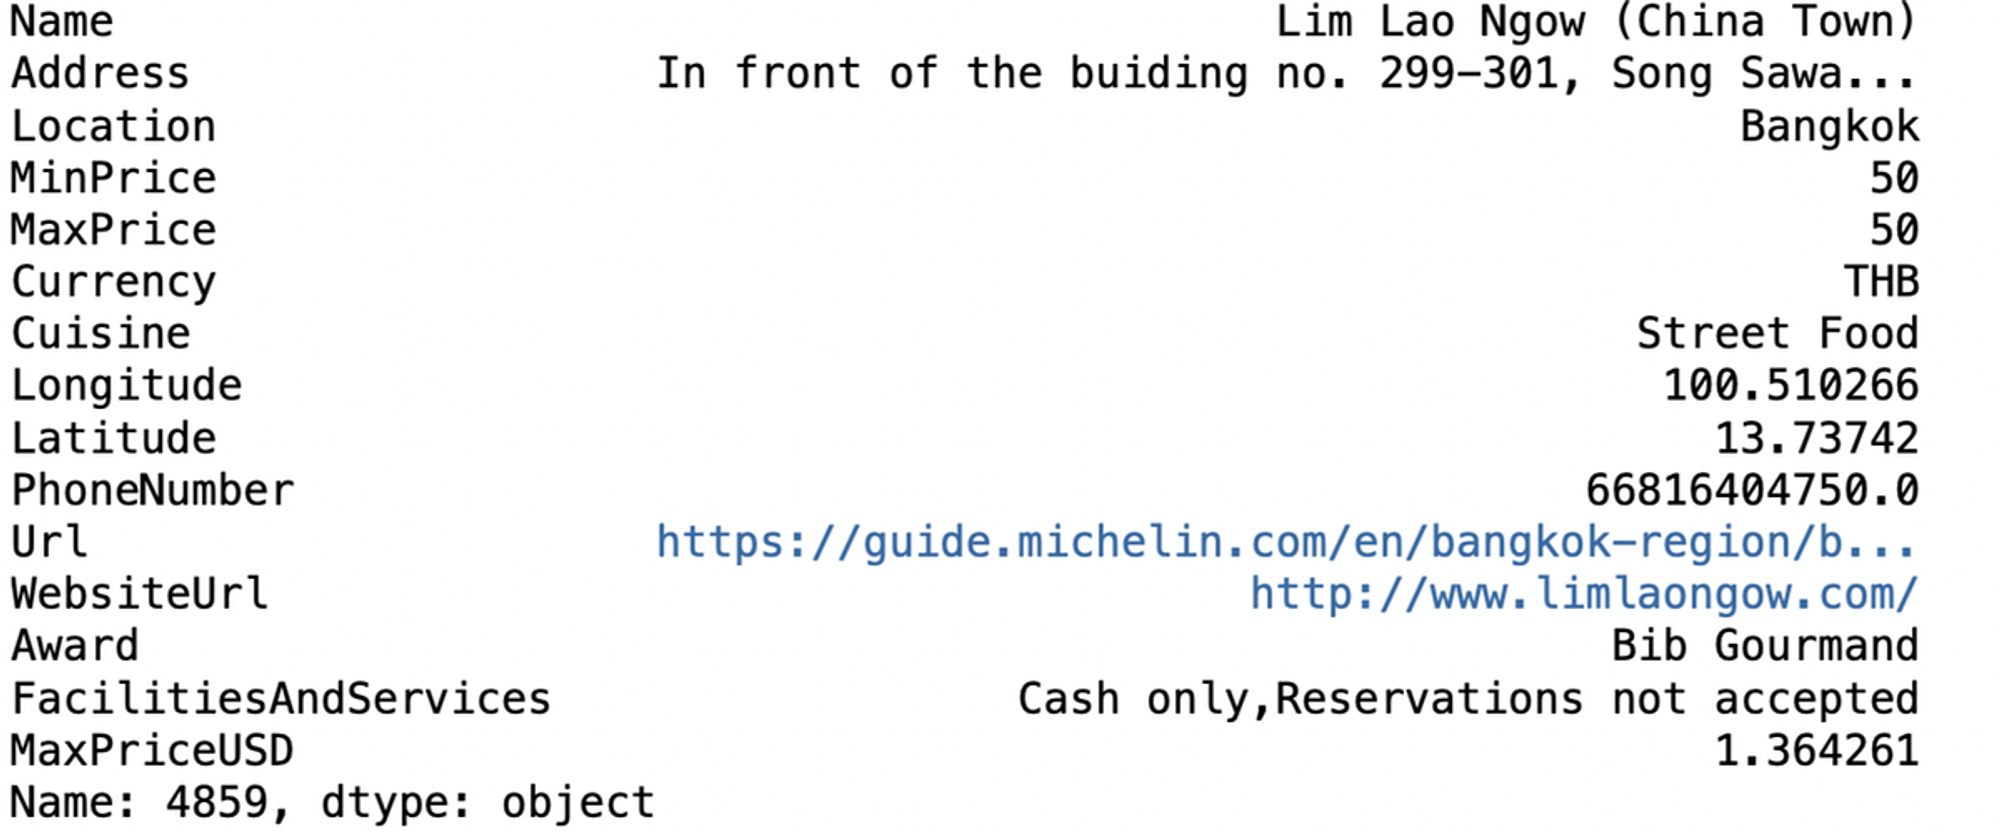 Name Lim Lao Ngow (China Town)
Address In front of the buiding no. 299-301, Song Sawa...
Location Bangkok
MinPrice 50
MaxPrice 50
Currency THB
Cuisine Street Food
Longitude 100.510266
Latitude 13.73742
PhoneNumber 66816404750.0
Url https://guide.michelin.com/en/bangkok-region/b...
WebsiteUrl http://www.limlaongow.com/
Award Bib Gourmand
FacilitiesAndServices Cash only,Reservations not accepted
MaxPriceUSD 1.364261
Name: 4859, dtype: object